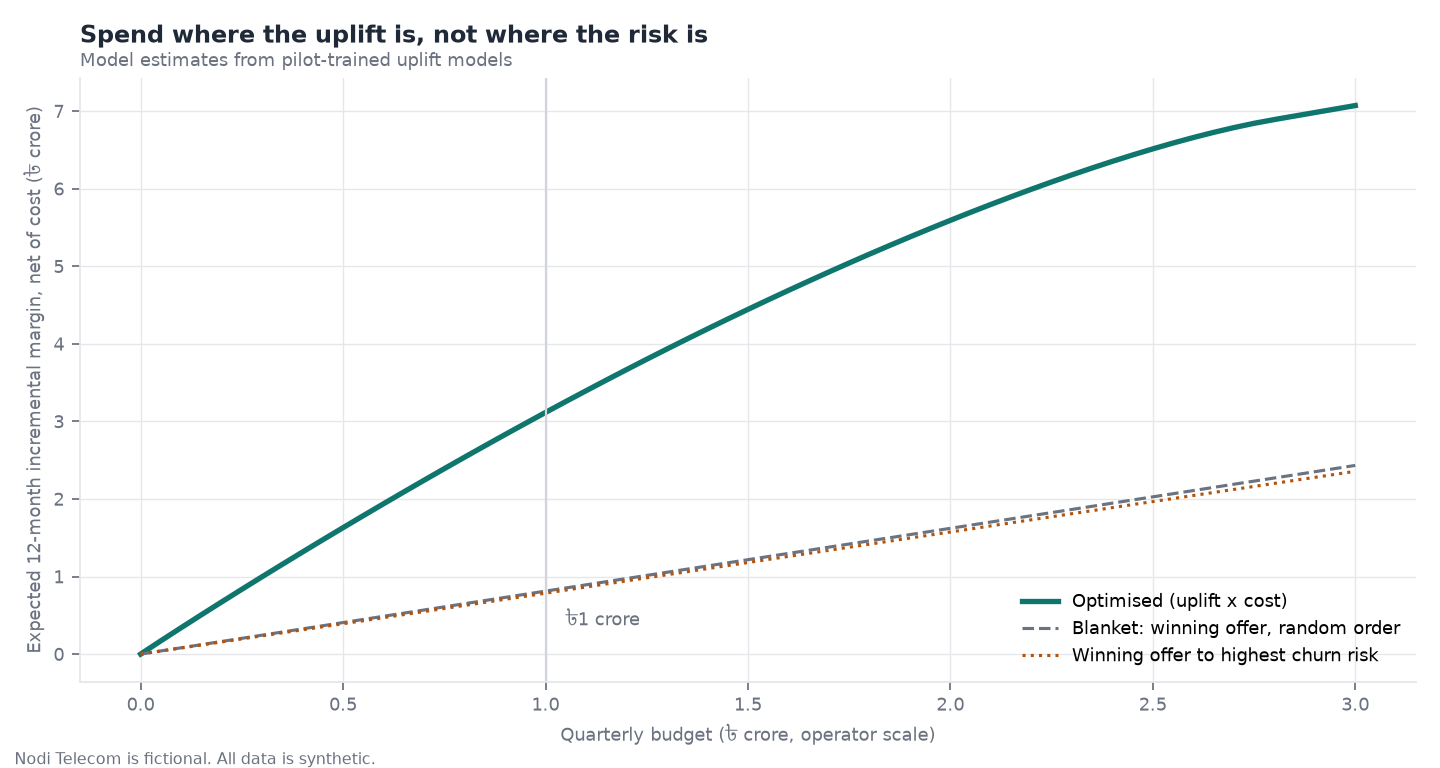 Spend where the uplift is, not where the risk is
Model estimates from pilot-trained uplift models
Expected 12-month incremental margin, net of cost (৳ crore)
7
6
5
4
3
2
1
0
৳1 crore
Optimised (uplift x cost)
Blanket: winning offer, random order
Winning offer to highest churn risk
0.0 0.5 1.0 1.5 2.0 2.5 3.0
Quarterly budget (৳ crore, operator scale)
Nodi Telecom is fictional. All data is synthetic.